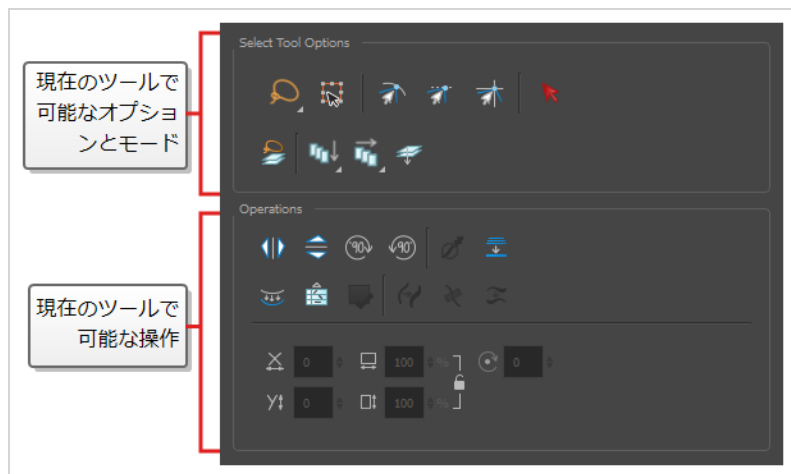 Select Tool Options
現在のツールで
可能なオプショ
ンとモード
Operations
90
90
現在のツールで
可能な操作
X 0 100 % 0
Y 0 100 %